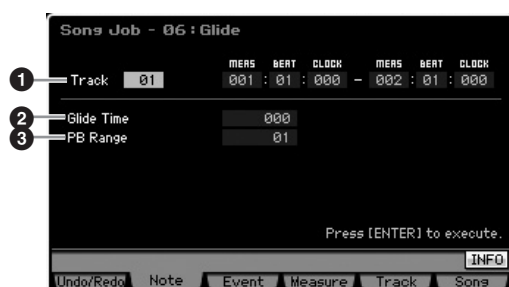 Song Job - 06:Glide
MEAS BEAT CLOCK MEAS BEAT CLOCK
1 Track 01 001 : 01 : 000 - 002 : 01 : 000
2 Glide Time 000
3 PB Range 01
Press [ENTER] to execute.
INFO
Undo/Redo Note Event Measure Track Song